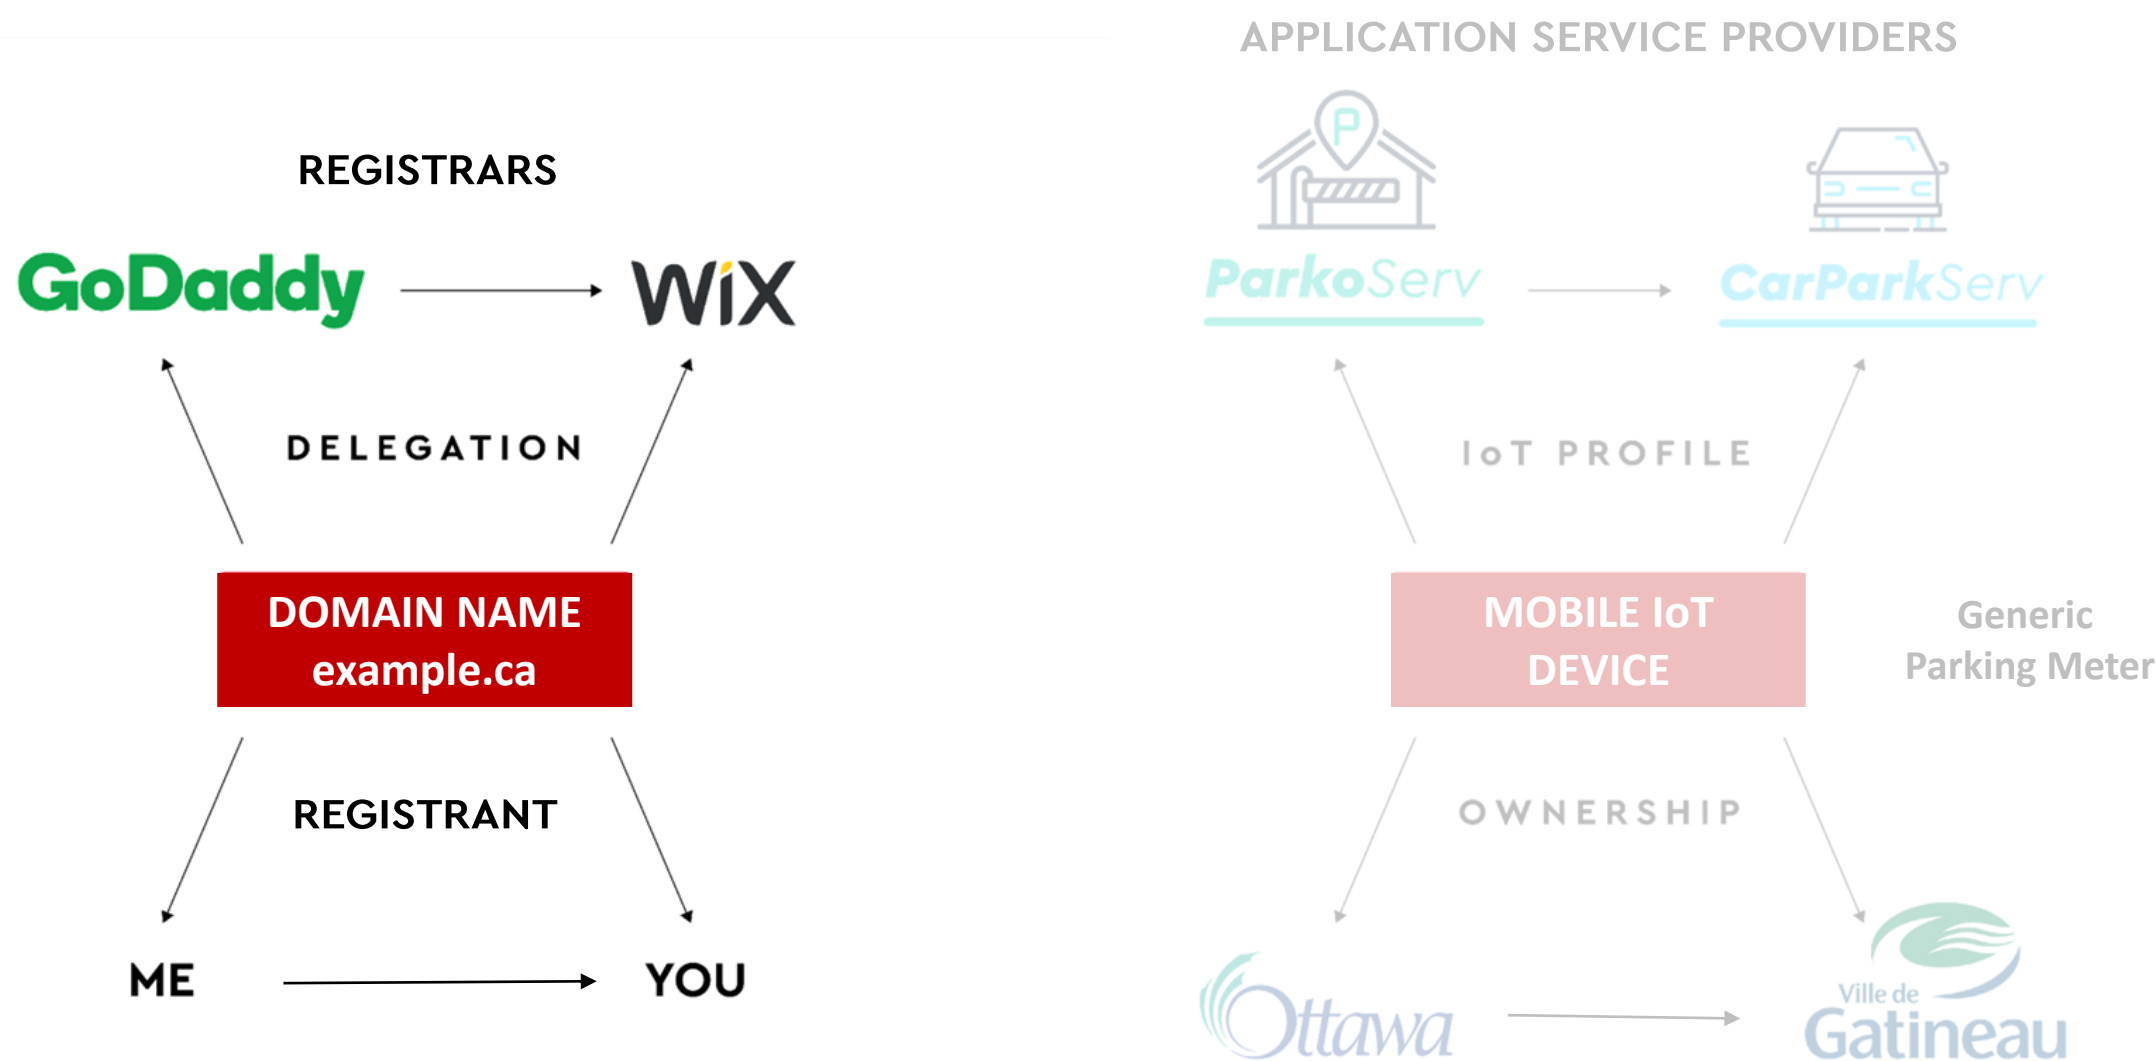 REGISTRARS
GoDaddy
WiX
DELEGATION
DOMAIN NAME
example.ca
REGISTRANT
ME
YOU
APPLICATION SERVICE PROVIDERS
P
ParkoServ
CarParkServ
IoT PROFILE
MOBILE IoT
DEVICE
Generic
Parking Meter
OWNERSHIP
Ottawa
Ville de
Gatineau